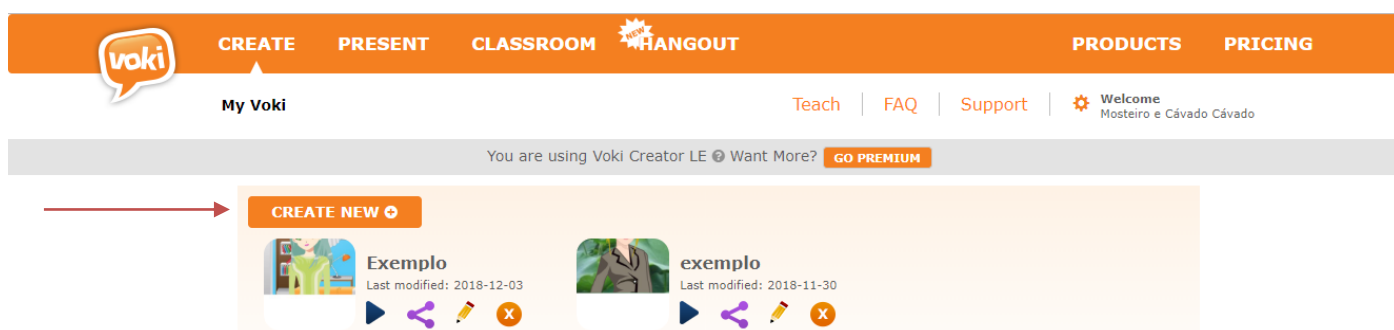 voki CREATE PRESENT CLASSROOM NEW HANGOUT PRODUCTS PRICING
My Voki Teach FAQ Support Welcome
Mosteiro e Cávado Cávado
You are using Voki Creator LE ? Want More? GO PREMIUM
CREATE NEW +
Exemplo
Last modified: 2018-12-03
X
exemplo
Last modified: 2018-11-30
X